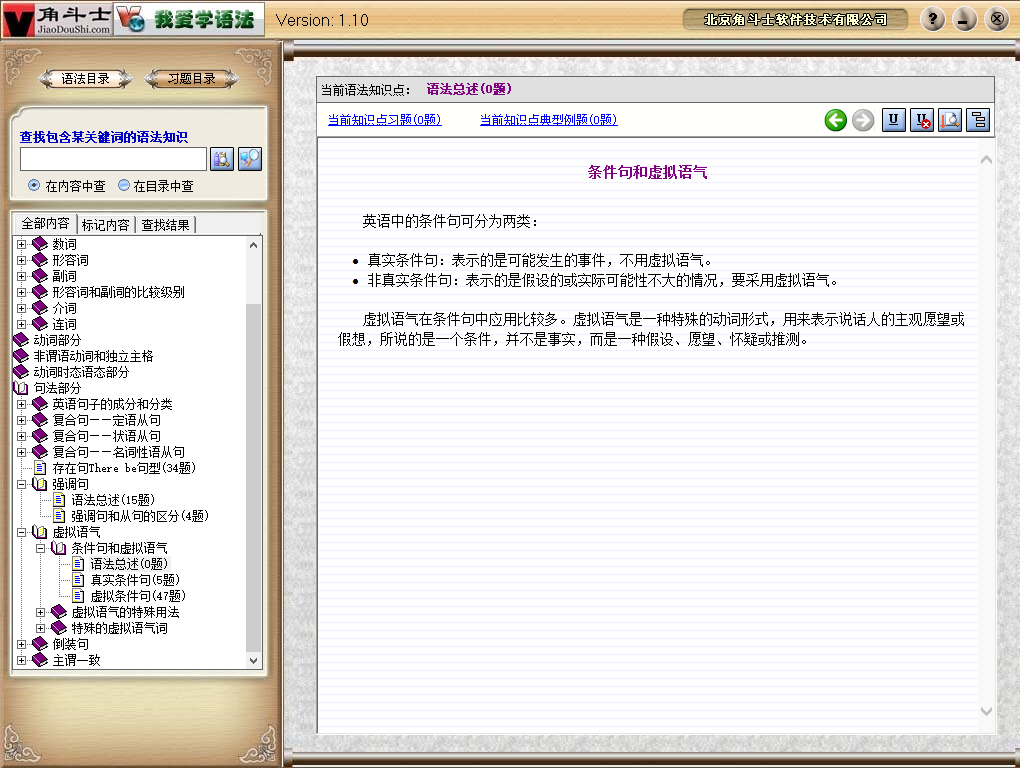 角斗士
JiaoDouShi.com
我爱学语法
Version: 1.10
北京角斗士软件技术有限公司
语法目录
习题目录
查找包含某关键词的语法知识
在内容中查
在目录中查
全部内容
标记内容
查找结果
数词
形容词
副词
形容词和副词的比较级别
介词
连词
动词部分
非谓语动词和独立主格
动词时态语态部分
句法部分
英语句子的成分和分类
复合句——定语从句
复合句——状语从句
复合句——名词性语从句
存在句There be句型(34题)
强调句
语法总述(15题)
强调句和从句的区分(4题)
虚拟语气
条件句和虚拟语气
语法总述(0题)
真实条件句(5题)
虚拟条件句(47题)
虚拟语气的特殊用法
特殊的虚拟语气词
倒装句
主谓一致
当前语法知识点： 语法总述(0题)
当前知识点习题(0题)
当前知识点典型例题(0题)
条件句和虚拟语气
英语中的条件句可分为两类：
• 真实条件句：表示的是可能发生的事件，不用虚拟语气。
• 非真实条件句：表示的是假设的或实际可能性不大的情况，要采用虚拟语气。
虚拟语气在条件句中应用比较多。虚拟语气是一种特殊的动词形式，用来表示说话人的主观愿望或
假想，所说的是一个条件，并不是事实，而是一种假设、愿望、怀疑或推测。